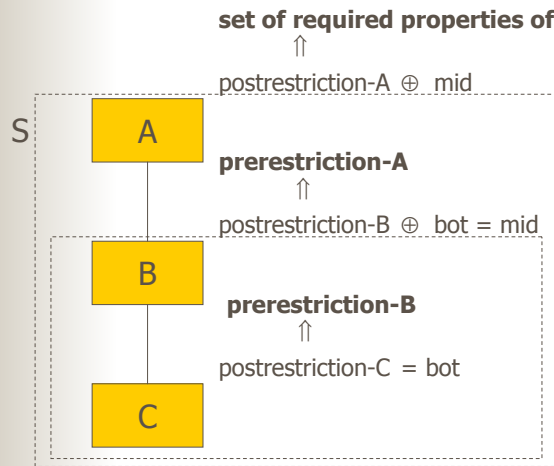 set of required properties of
⇑
postrestriction-A ⊕ mid
S
A
prerestriction-A
⇑
postrestriction-B ⊕ bot = mid
B
prerestriction-B
⇑
postrestriction-C = bot
C